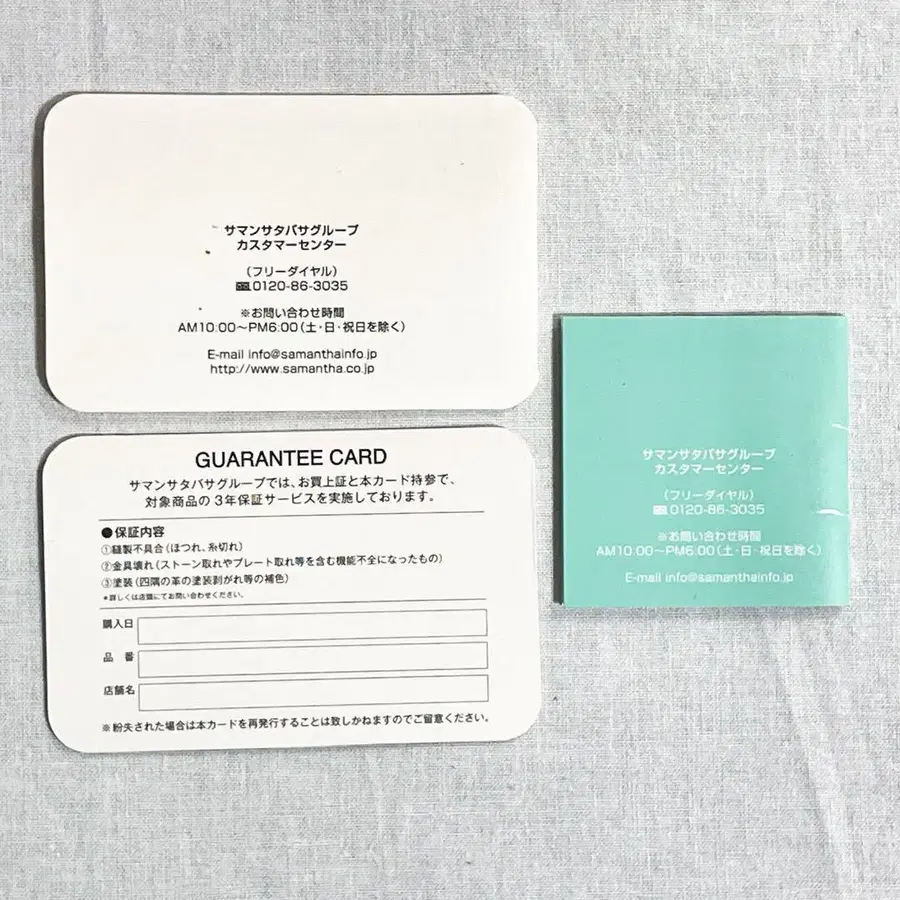 サマンサタバサグループ
カスタマーセンター
(フリーダイヤル)
0120-86-3035
※お問い合わせ時間
AM10:00〜PM6:00(土・日・祝日を除く)
E-mail info@samanthainfo.jp
http://www.samantha.co.jp
GUARANTEE CARD
サマンサタバサグループでは、お買上証と本カード持参で、
対象商品の3年保証サービスを実施しております。
●保証内容
①縫製不具合(ほつれ、糸切れ)
②金具壊れ(ストーン取れやプレート取れ等を含む機能不全になったもの)
③塗装(四隅の革の塗装剥がれ等の補色)
*詳しくは店舗にてお問い合わせください。
購入日
品 番
店舗名
※紛失された場合は本カードを再発行することは致しかねますのでご留意ください。
サマンサタバサグループ
カスタマーセンター
(フリーダイヤル)
0120-86-3035
※お問い合わせ時間
AM10:00〜PM6:00(土・日・祝日を除く)
E-mail info@samanthainfo.jp